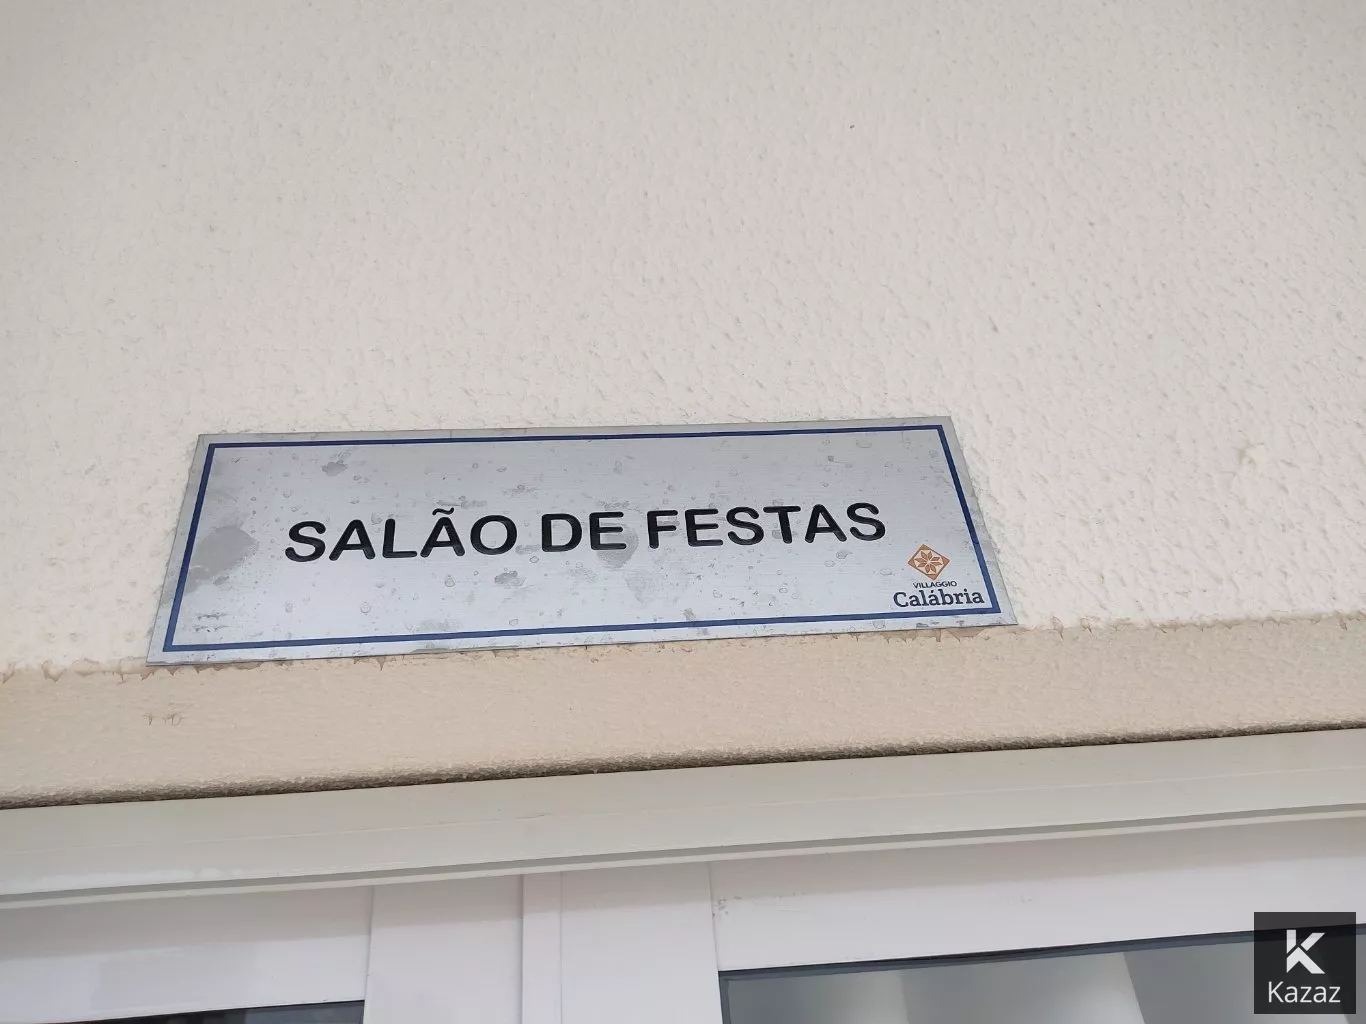 SALÃO DE FESTAS
VILLAGGIO
Calábria
Kazaz